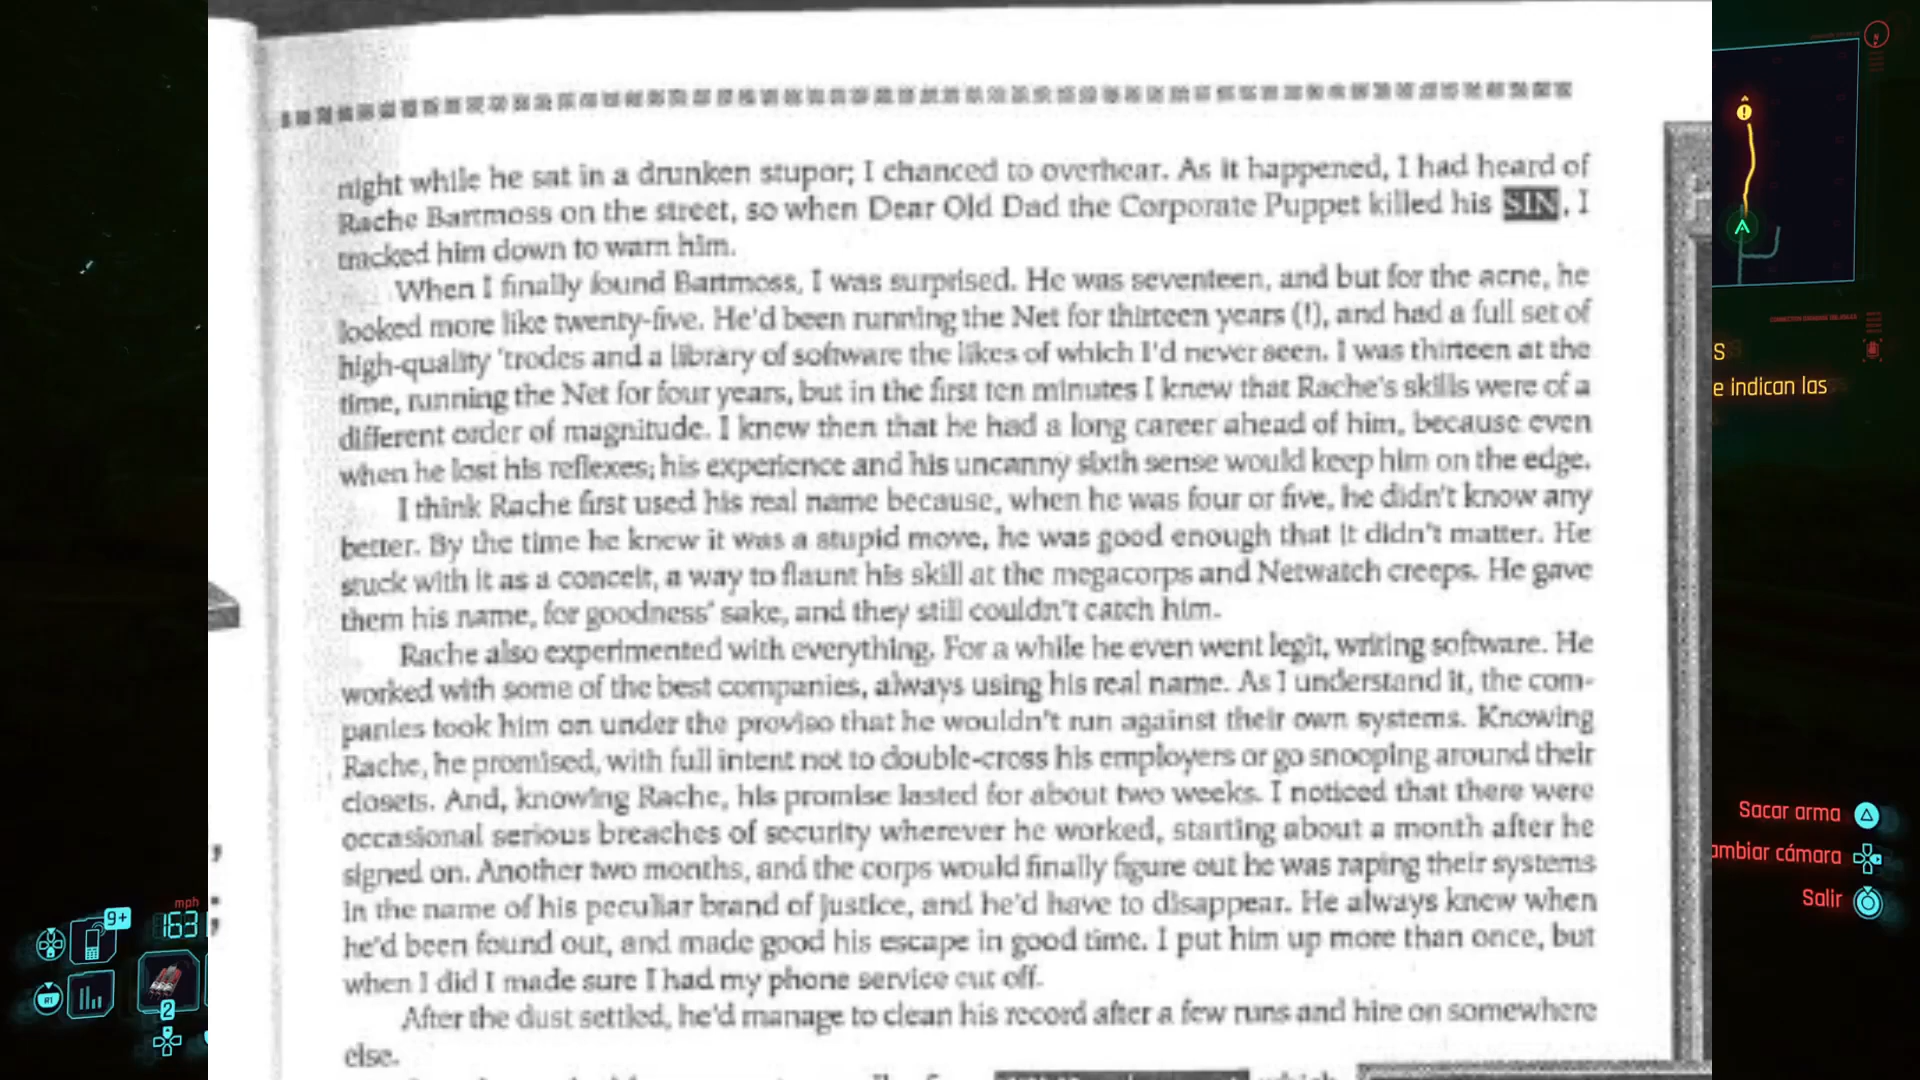 night while he sat in a drunken stupor; I chanced to overhear. As it happened, I had heard of
Rache Bartmoss on the street, so when Dear Old Dad the Corporate Puppet killed his SIN, I
tracked him down to warn him.
When I finally found Bartmoss, I was surprised. He was seventeen, and but for the acne, he
looked more like twenty-five. He'd been running the Net for thirteen years (!), and had a full set of
high-quality 'trodes and a library of software the likes of which I'd never seen. I was thirteen at the
time, running the Net for four years, but in the first ten minutes I knew that Rache's skills were of a
different order of magnitude. I knew then that he had a long career ahead of him, because even
when he lost his reflexes; his experience and his uncanny sixth sense would keep him on the edge.
I think Rache first used his real name because, when he was four or five, he didn't know any
better. By the time he knew it was a stupid move, he was good enough that it didn't matter. He
stuck with it as a conceit, a way to flaunt his skill at the megacorps and Netwatch creeps. He gave
them his name, for goodness' sake, and they still couldn't catch him.
Rache also experimented with everything. For a while he even went legit, writing software. He
worked with some of the best companies, always using his real name. As I understand it, the com-
panies took him on under the proviso that he wouldn't run against their own systems. Knowing
Rache, he promised, with full intent not to double-cross his employers or go snooping around their
closets. And, knowing Rache, his promise lasted for about two weeks. I noticed that there were
occasional serious breaches of security wherever he worked, starting about a month after he
signed on. Another two months, and the corps would finally figure out he was raping their systems
in the name of his peculiar brand of justice, and he'd have to disappear. He always knew when
he'd been found out, and made good his escape in good time. I put him up more than once, but
when I did I made sure I had my phone service cut off.
After the dust settled, he'd manage to clean his record after a few runs and hire on somewhere
else.
which
N
S
e indican las
Sacar arma
ambiar cámara
Salir
9+
mph
163
R1
2